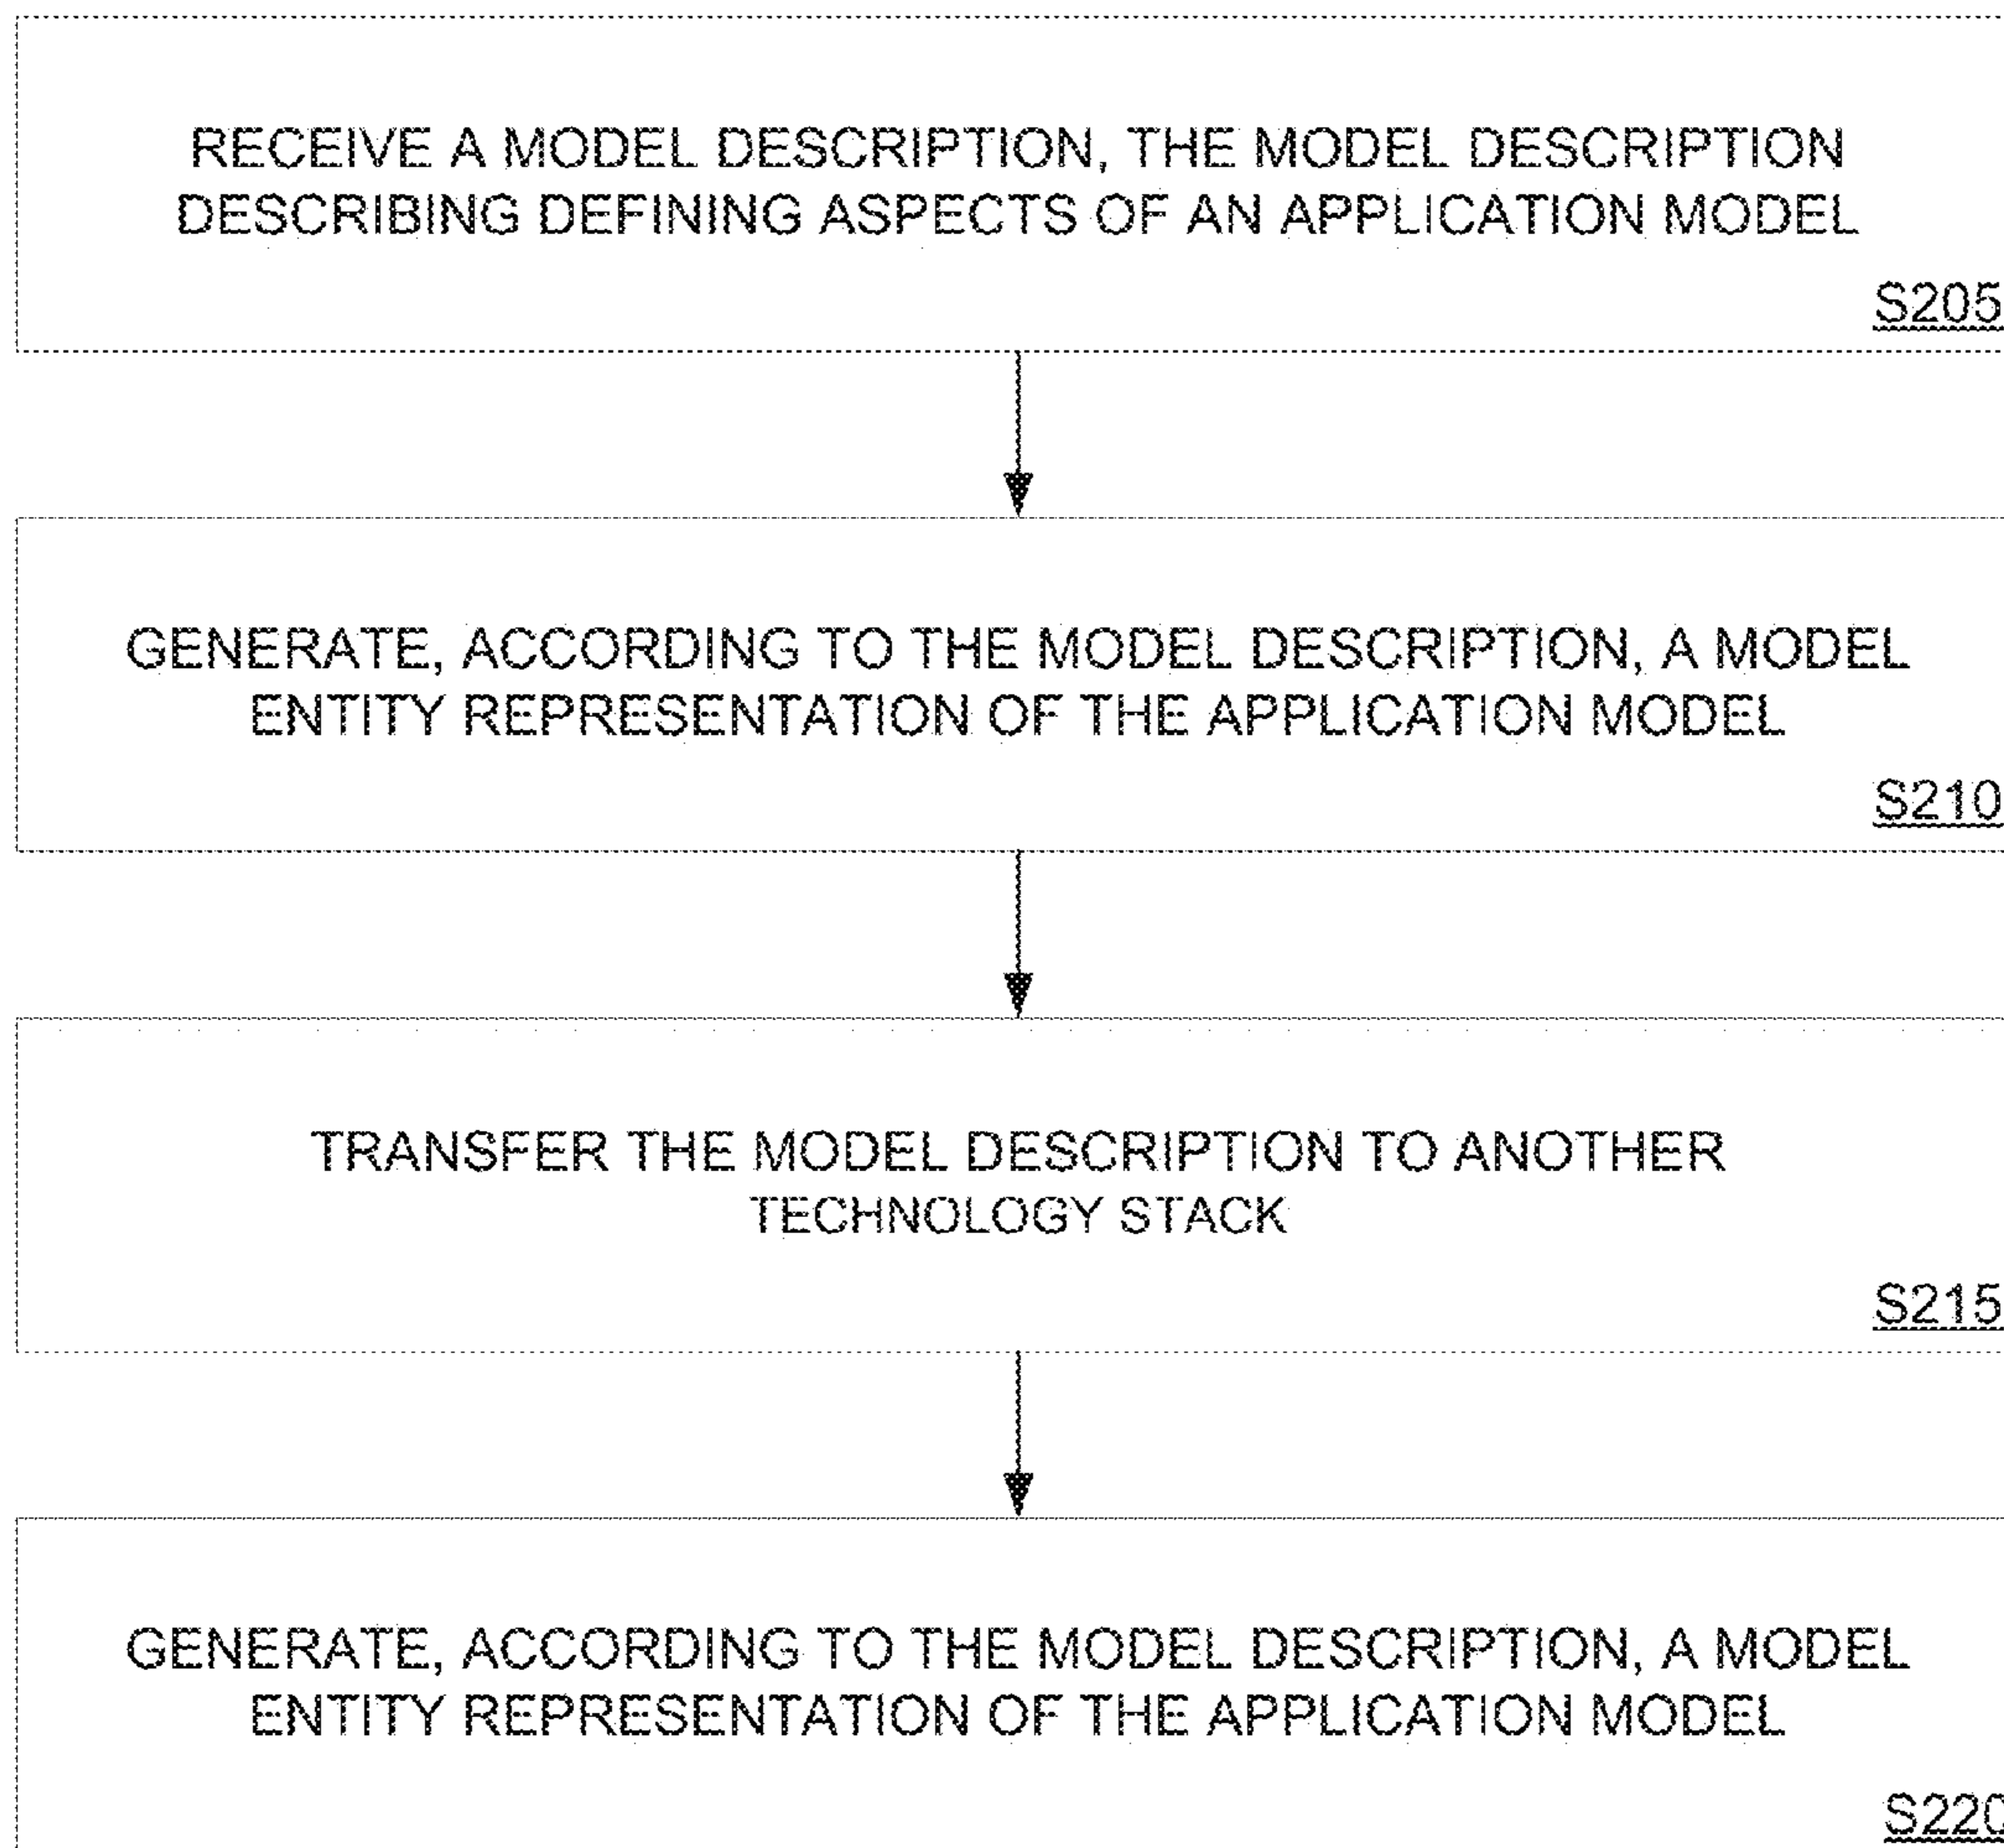 RECEIVE A MODEL DESCRIPTION, THE MODEL DESCRIPTION
DESCRIBING DEFINING ASPECTS OF AN APPLICATION MODEL
S205
GENERATE, ACCORDING TO THE MODEL DESCRIPTION, A MODEL
ENTITY REPRESENTATION OF THE APPLICATION MODEL
S210
TRANSFER THE MODEL DESCRIPTION TO ANOTHER
TECHNOLOGY STACK
S215
GENERATE, ACCORDING TO THE MODEL DESCRIPTION, A MODEL
ENTITY REPRESENTATION OF THE APPLICATION MODEL
S220